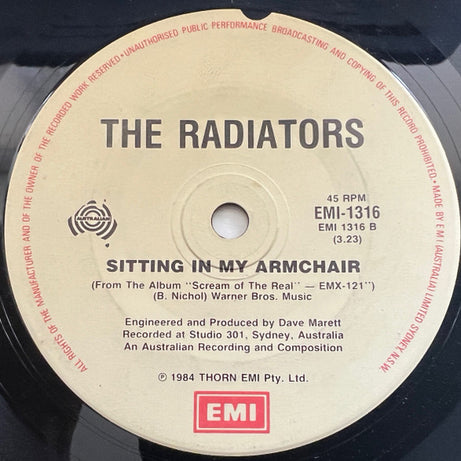 ALL RIGHTS OF THE MANUFACTURER AND OF THE OWNER OF THE RECORDED WORK RESERVED • UNAUTHORISED PUBLIC PERFORMANCE BROADCASTING AND COPYING OF THIS RECORD PROHIBITED • MADE BY EMI (AUSTRALIA) LIMITED SYDNEY, N.S.W.
THE RADIATORS
AUSTRALIAN
45 RPM
EMI-1316
EMI 1316 B
(3.23)
SITTING IN MY ARMCHAIR
(From The Album "Scream of The Real" — EMX-121")
(B. Nichol) Warner Bros. Music
Engineered and Produced by Dave Marett
Recorded at Studio 301, Sydney, Australia
An Australian Recording and Composition
℗ 1984 THORN EMI Pty. Ltd.
EMI